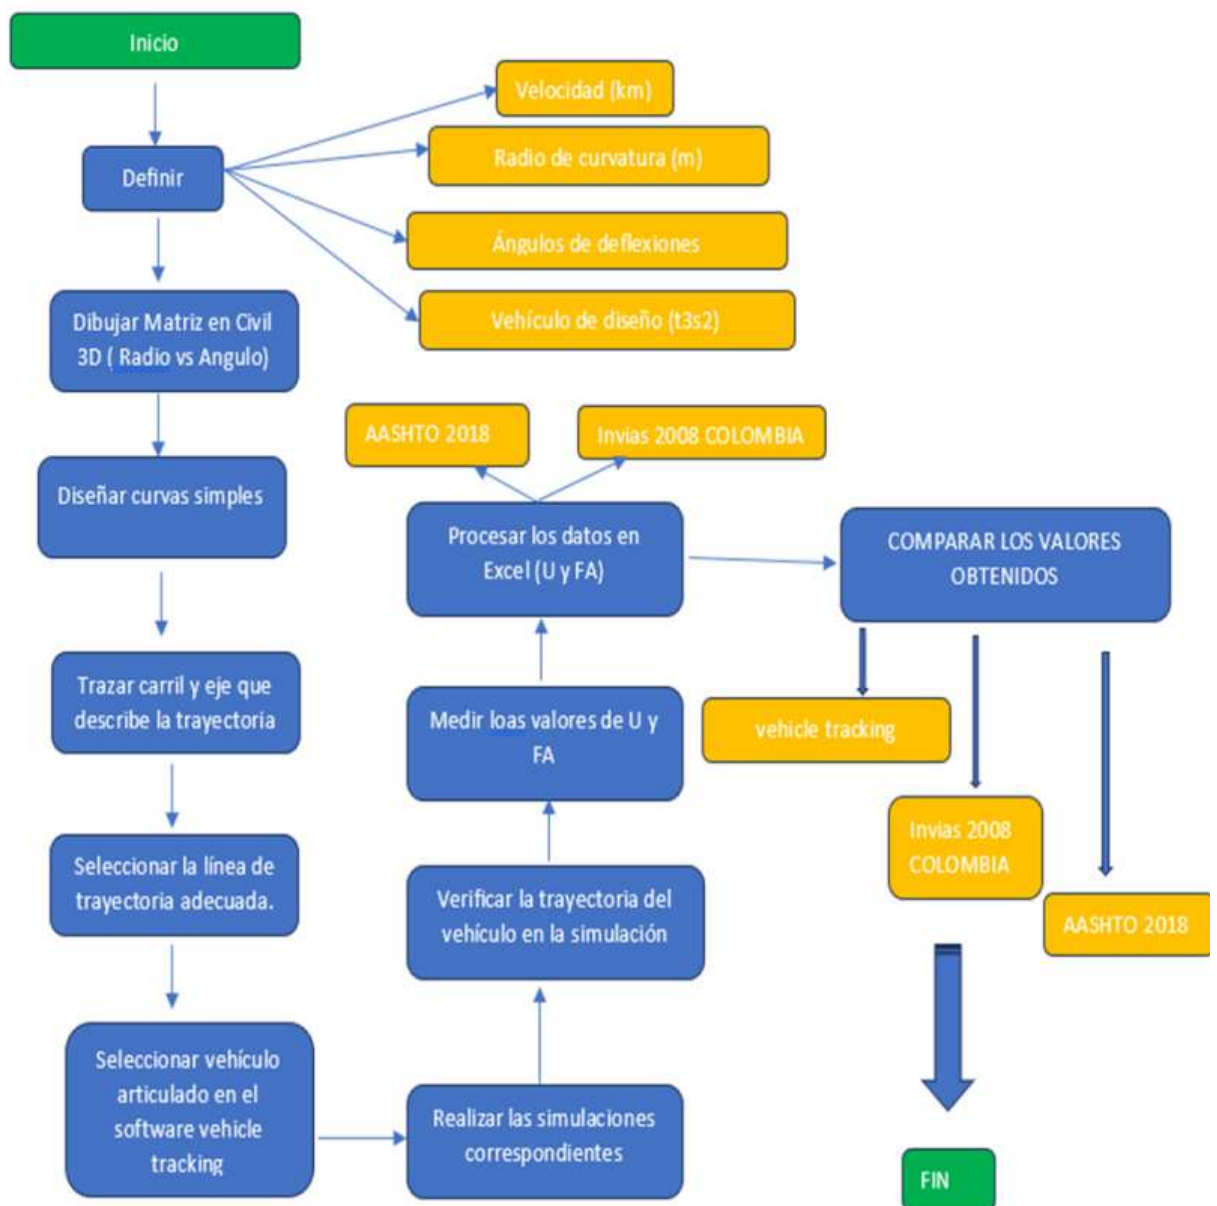 Inicio
Definir
Velocidad (km)
Radio de curvatura (m)
Ángulos de deflexiones
Vehículo de diseño (t3s2)
Dibujar Matriz en Civil
3D ( Radio vs Angulo)
Diseñar curvas simples
Trazar carril y eje que
describe la trayectoria
Seleccionar la línea de
trayectoria adecuada.
Seleccionar vehículo
articulado en el
software vehicle
tracking
Realizar las simulaciones
correspondientes
Verificar la trayectoria del
vehículo en la simulación
Medir loas valores de U y
FA
Procesar los datos en
Excel (U y FA)
AASHTO 2018
Invias 2008 COLOMBIA
COMPARAR LOS VALORES
OBTENIDOS
vehicle tracking
Invias 2008
COLOMBIA
AASHTO 2018
FIN